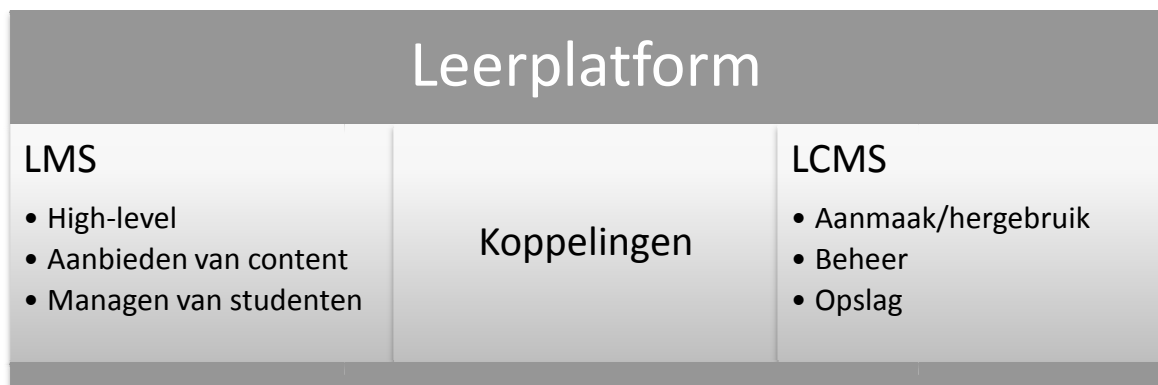 Leerplatform
LMS
• High-level
• Aanbieden van content
• Managen van studenten
Koppelingen
LCMS
• Aanmaak/hergebruik
• Beheer
• Opslag